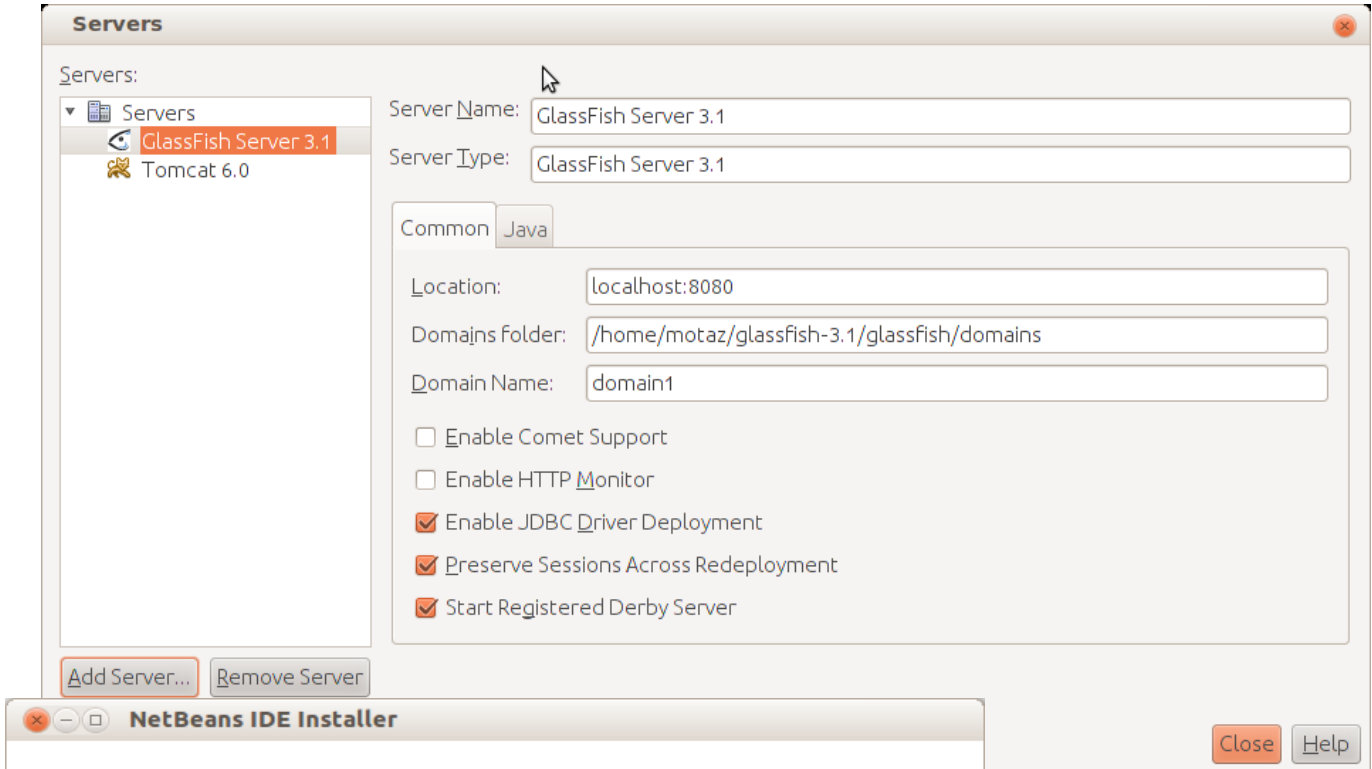 Servers
Servers:
Servers
GlassFish Server 3.1
Tomcat 6.0
Server Name: GlassFish Server 3.1
Server Type: GlassFish Server 3.1
Common Java
Location: localhost:8080
Domains folder: /home/motaz/glassfish-3.1/glassfish/domains
Domain Name: domain1
Enable Comet Support
Enable HTTP Monitor
Enable JDBC Driver Deployment
Preserve Sessions Across Redeployment
Start Registered Derby Server
Add Server... Remove Server
NetBeans IDE Installer
Close Help